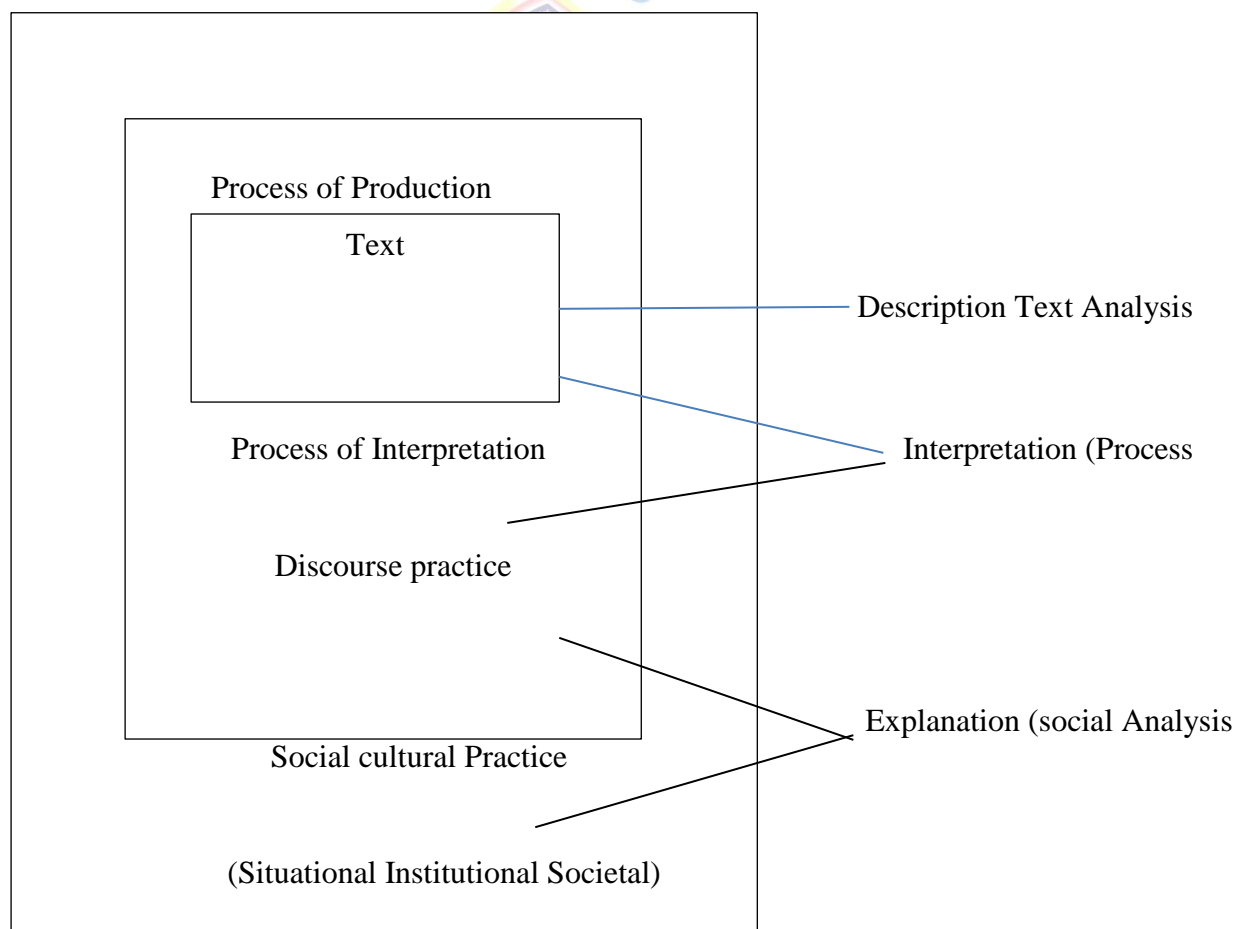 Process of Production
Text
Description Text Analysis
Process of Interpretation
Interpretation (Process
Discourse practice
Explanation (social Analysis
Social cultural Practice
(Situational Institutional Societal)